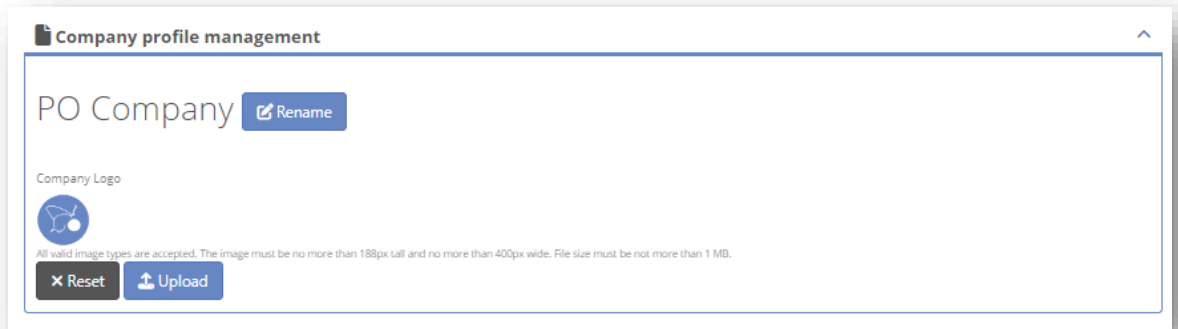 Company profile management
PO Company
Rename
Company Logo
All valid image types are accepted. The image must be no more than 188px tall and no more than 400px wide. File size must be not more than 1 MB.
Reset
Upload